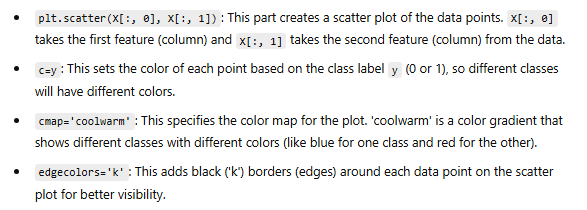 • plt.scatter(X[:, 0], X[:, 1]) : This part creates a scatter plot of the data points. X[:, 0]
takes the first feature (column) and X[:, 1] takes the second feature (column) from the data.
• c=y : This sets the color of each point based on the class label y (0 or 1), so different classes
will have different colors.
• cmap='coolwarm' : This specifies the color map for the plot. 'coolwarm' is a color gradient that
shows different classes with different colors (like blue for one class and red for the other).
• edgecolors='k' : This adds black ('k') borders (edges) around each data point on the scatter
plot for better visibility.